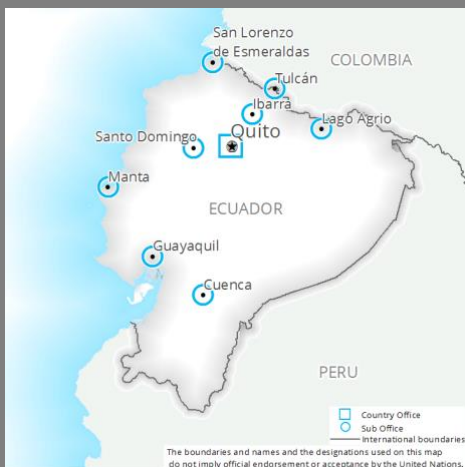 San Lorenzo
de Esmeraldas
COLOMBIA
Tulcán
Ibarra
Lago Agrio
Santo Domingo
Quito
Manta
ECUADOR
Guayaquil
Cuenca
PERU
Country Office
Sub Office
International boundaries
The boundaries and names and the designations used on this map
do not imply official endorsement or acceptance by the United Nations.